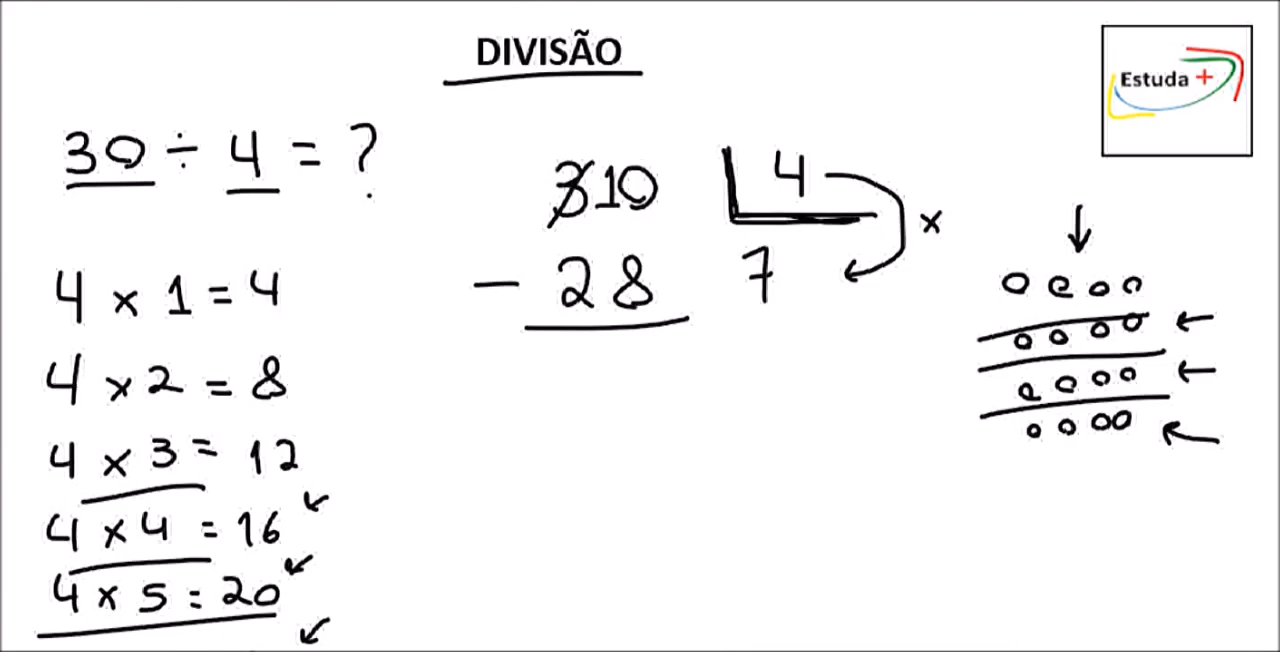 DIVISÃO
Estuda +
30 ÷ 4 = ?
4 x 1 = 4
4 x 2 = 8
4 x 3 = 12
4 x 4 = 16
4 x 5 = 20
310 4
x
- 28 7